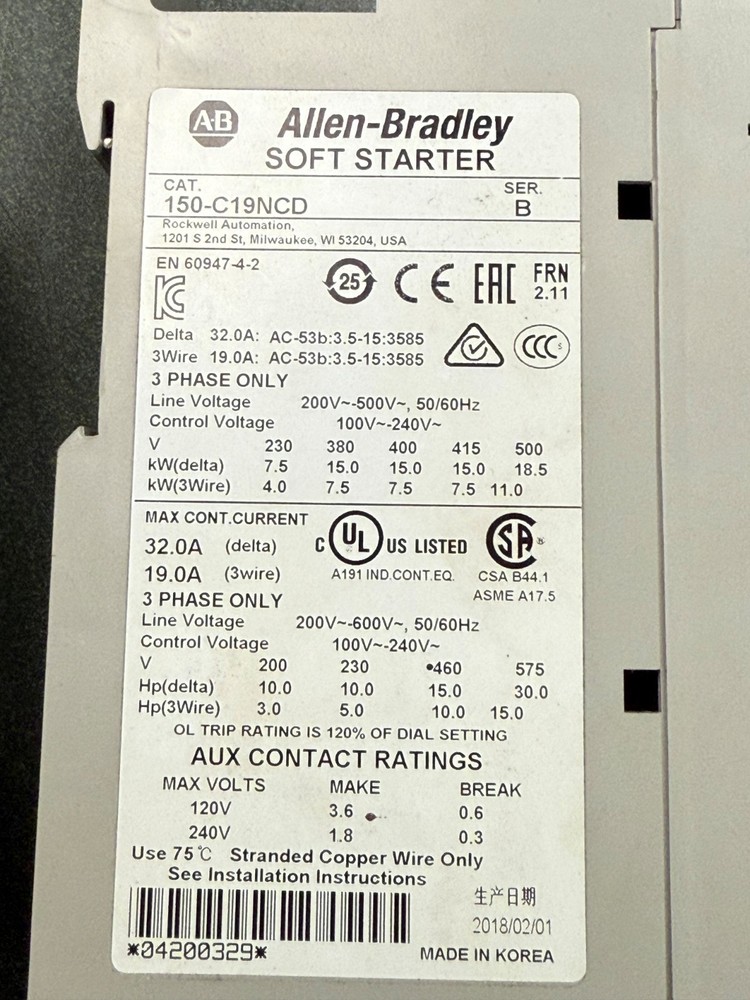 A-B Allen-Bradley
SOFT STARTER
CAT. SER.
150-C19NCD B
Rockwell Automation,
1201 S 2nd St, Milwaukee, WI 53204, USA
EN 60947-4-2
25 CE EAC FRN
2.11
Delta 32.0A: AC-53b:3.5-15:3585
3Wire 19.0A: AC-53b:3.5-15:3585
CCC S
3 PHASE ONLY
Line Voltage 200V~-500V~, 50/60Hz
Control Voltage 100V~-240V~
V 230 380 400 415 500
kW(delta) 7.5 15.0 15.0 15.0 18.5
kW(3Wire) 4.0 7.5 7.5 7.5 11.0
MAX CONT.CURRENT
32.0A (delta) C UL US LISTED SA
19.0A (3wire) A191 IND.CONT.EQ. CSA B44.1
3 PHASE ONLY ASME A17.5
Line Voltage 200V~-600V~, 50/60Hz
Control Voltage 100V~-240V~
V 200 230 460 575
Hp(delta) 10.0 10.0 15.0 30.0
Hp(3Wire) 3.0 5.0 10.0 15.0
OL TRIP RATING IS 120% OF DIAL SETTING
AUX CONTACT RATINGS
MAX VOLTS MAKE BREAK
120V 3.6 0.6
240V 1.8 0.3
Use 75℃ Stranded Copper Wire Only
See Installation Instructions
生产日期
2018/02/01
*04200329* MADE IN KOREA